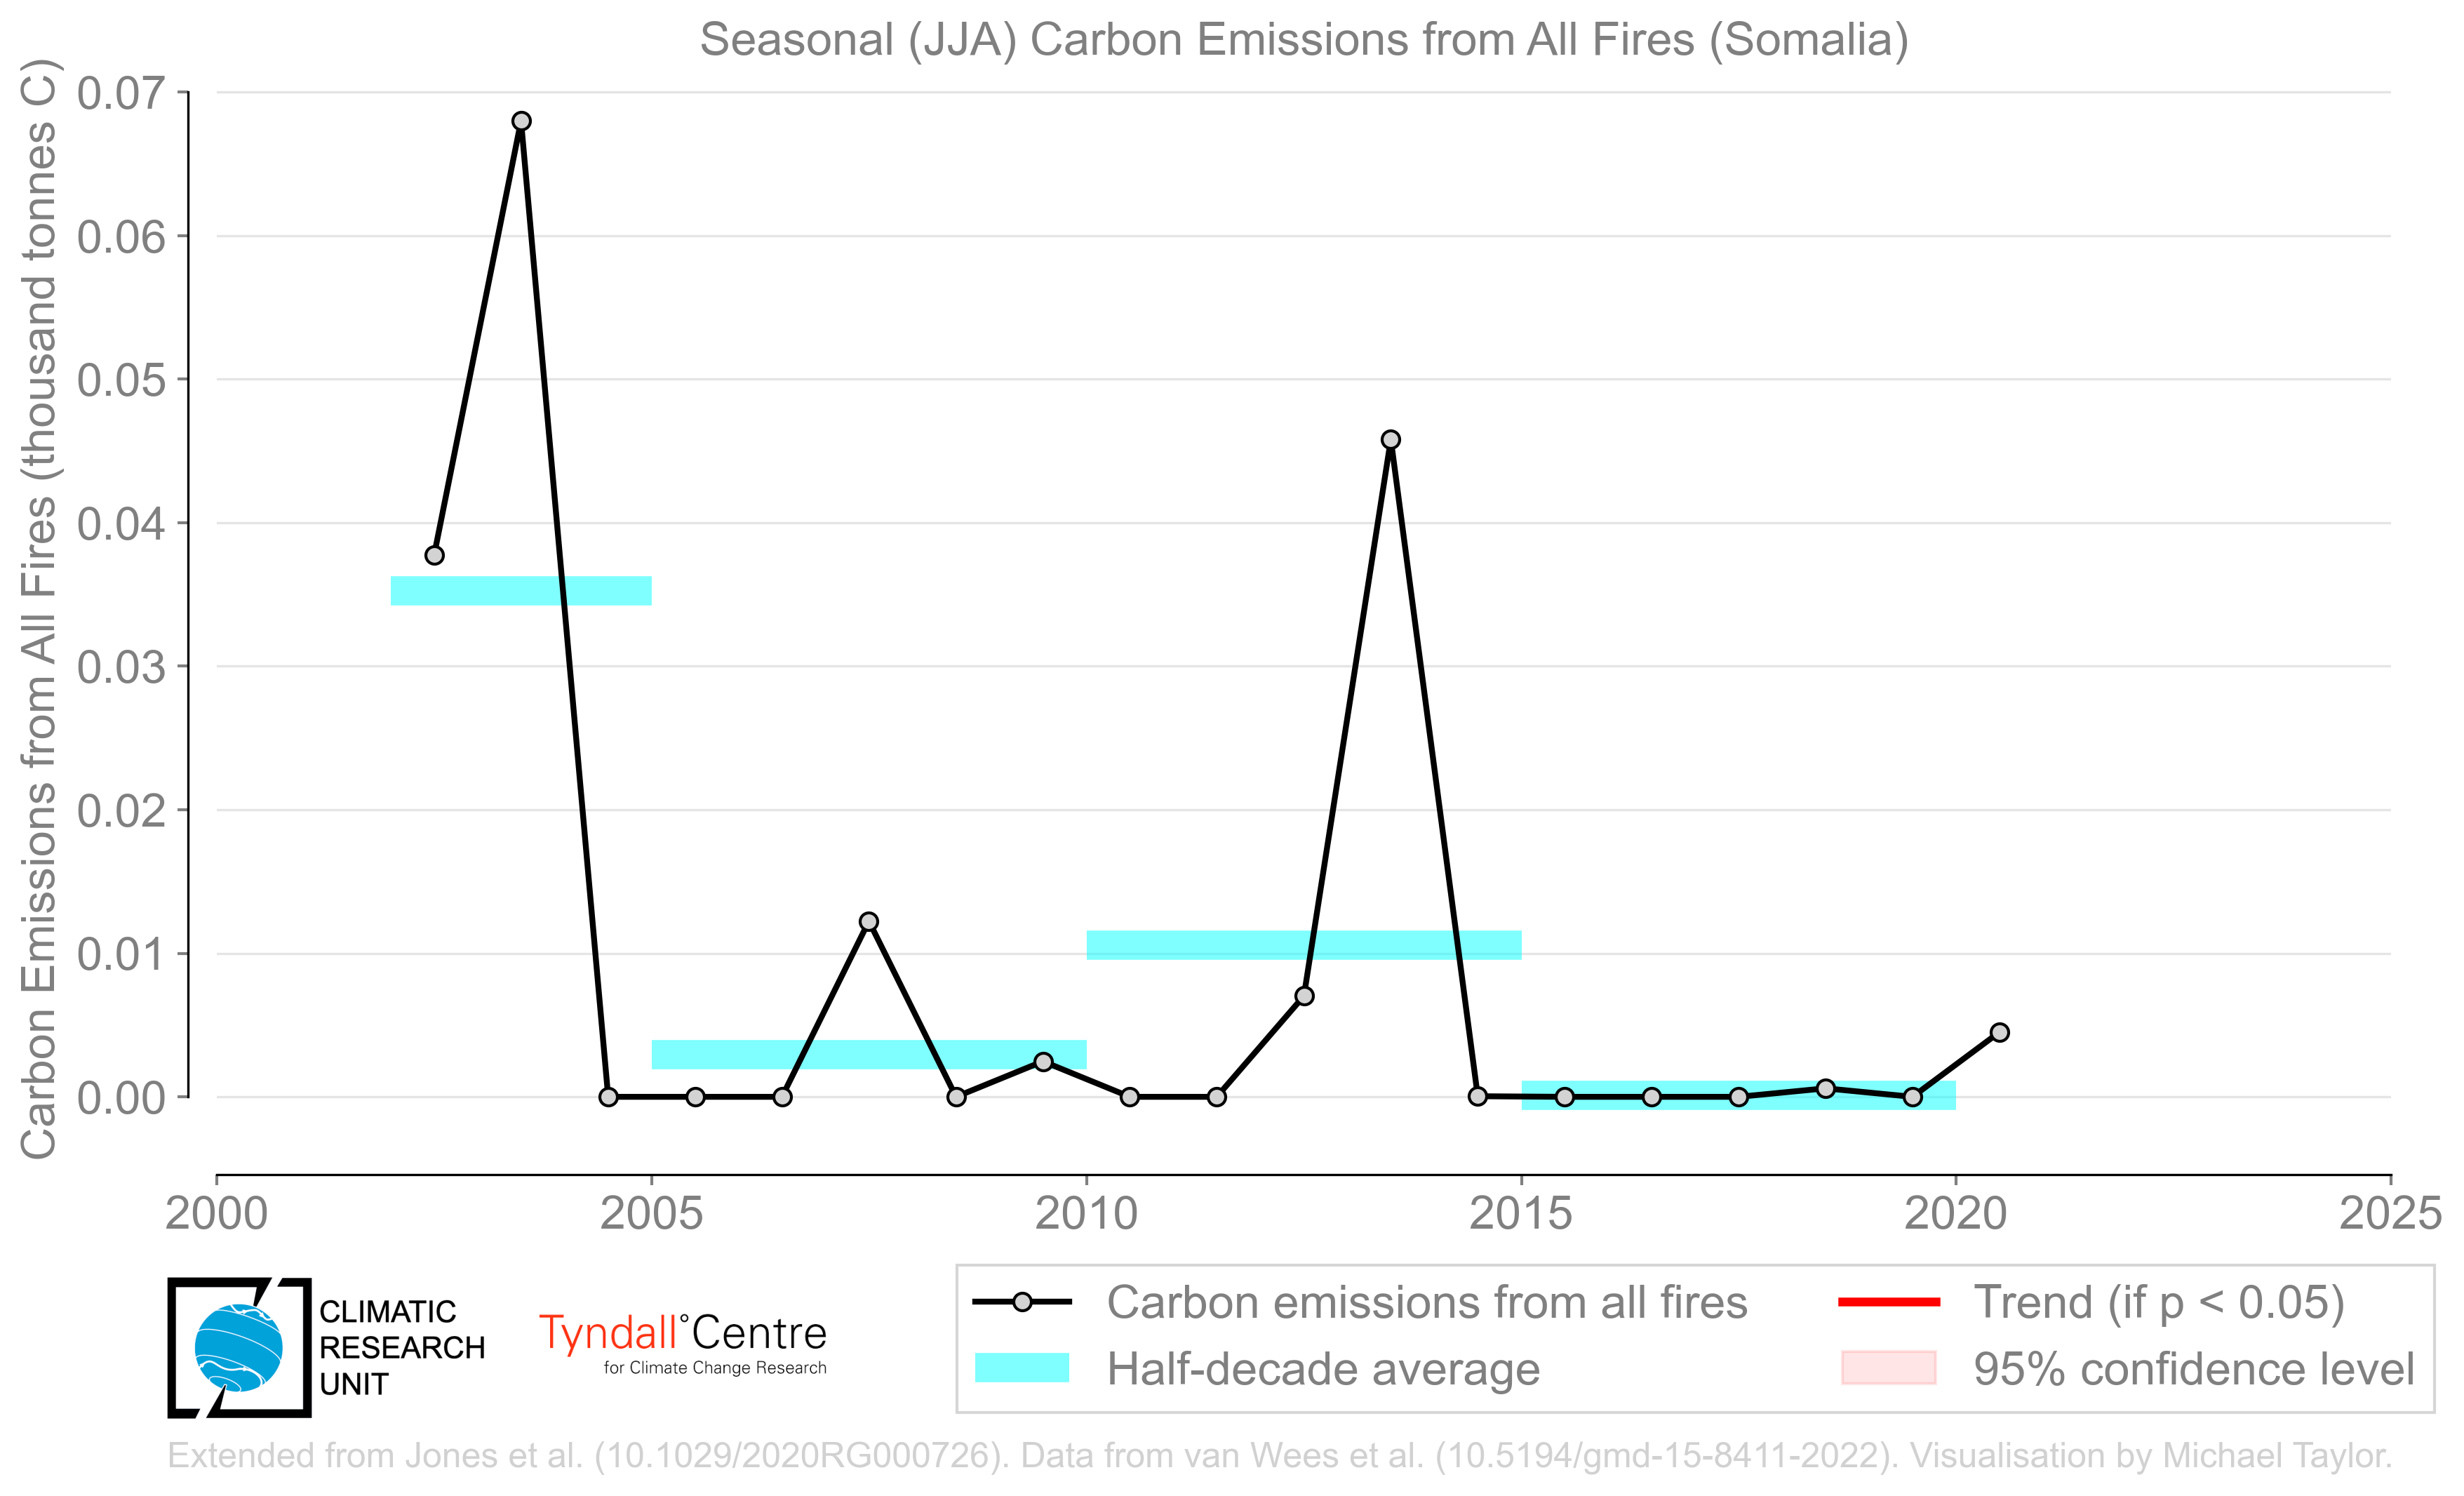 Seasonal (JJA) Carbon Emissions from All Fires (Somalia)
Carbon Emissions from All Fires (thousand tonnes C)
0.07
0.06
0.05
0.04
0.03
0.02
0.01
0.00
2000 2005 2010 2015 2020 2025
CLIMATIC
RESEARCH
UNIT
Tyndall°Centre
for Climate Change Research
Carbon emissions from all fires
Half-decade average
Trend (if p < 0.05)
95% confidence level
Extended from Jones et al. (10.1029/2020RG000726). Data from van Wees et al. (10.5194/gmd-15-8411-2022). Visualisation by Michael Taylor.